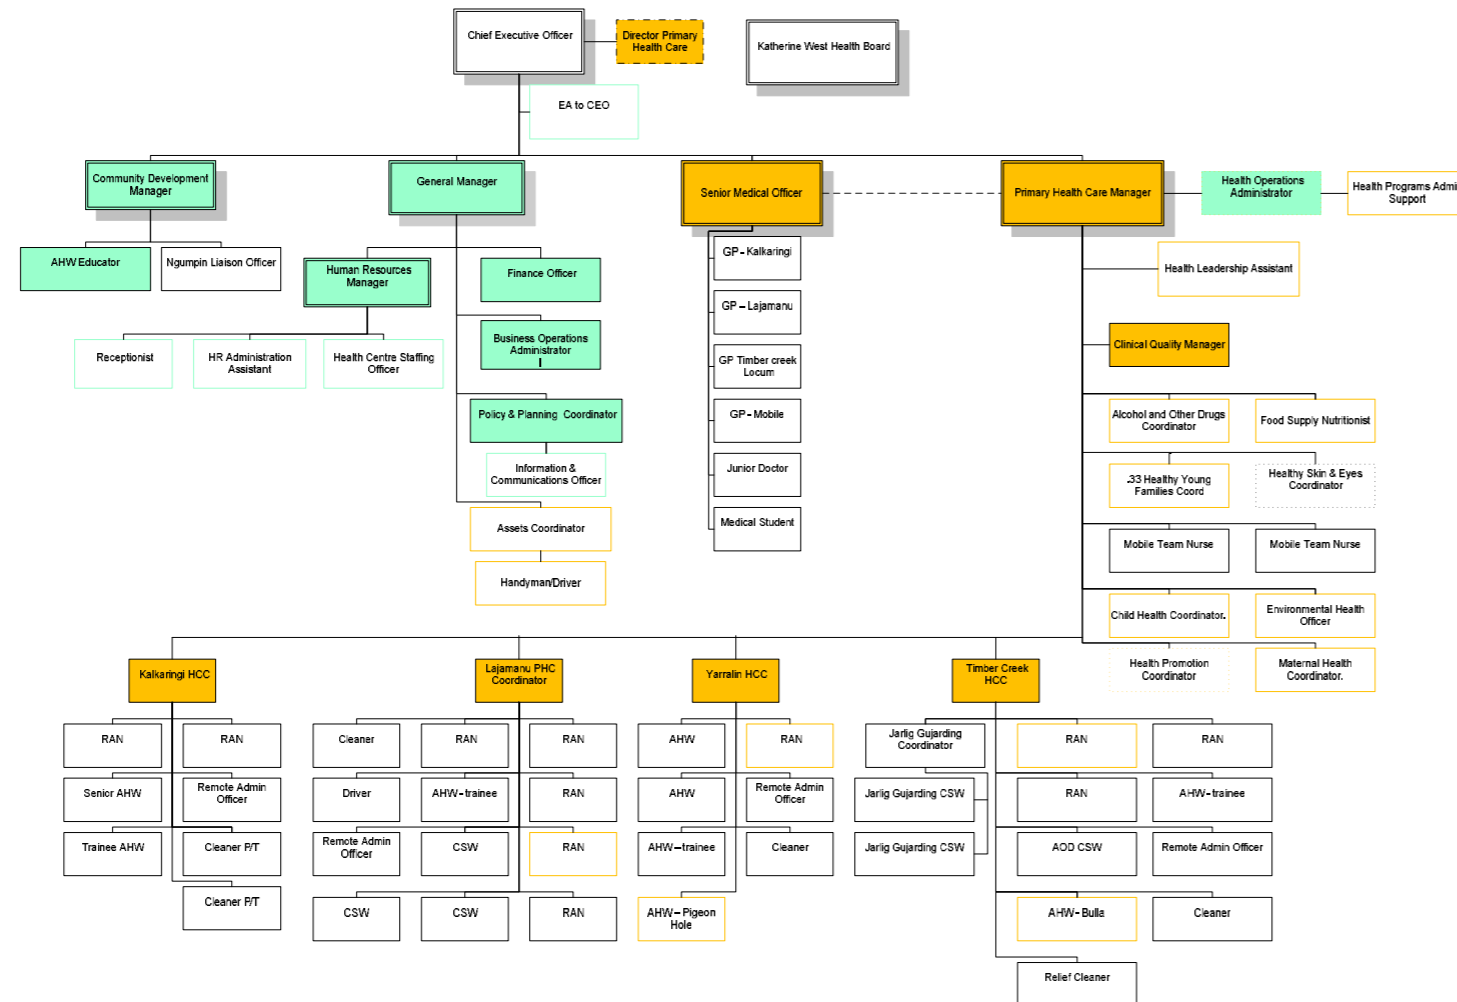 Chief Executive Officer
Director Primary
Health Care
Katherine West Health Board
EA to CEO
Community Development
Manager
General Manager
Senior Medical Officer
Primary Health Care Manager
Health Operations
Administrator
Health Programs Admi
Support
AHW Educator
Ngumpin Liaison Officer
Human Resources
Manager
Finance Officer
Receptionist
HR Administration
Assistant
Health Centre Staffing
Officer
Business Operations
Administrator
Policy & Planning Coordinator
Information &
Communications Officer
Assets Coordinator
Handyman/Driver
GP – Kalkaringi
GP – Lajamanu
GP Timber creek
Locum
GP – Mobile
Junior Doctor
Medical Student
Health Leadership Assistant
Clinical Quality Manager
Alcohol and Other Drugs
Coordinator
Food Supply Nutritionist
.33 Healthy Young
Families Coord
Healthy Skin & Eyes
Coordinator
Mobile Team Nurse
Mobile Team Nurse
Child Health Coordinator.
Environmental Health
Officer
Health Promotion
Coordinator
Maternal Health
Coordinator.
Kalkaringi HCC
RAN
RAN
Senior AHW
Remote Admin
Officer
Trainee AHW
Cleaner P/T
Cleaner P/T
Lajamanu PHC
Coordinator
Cleaner
RAN
RAN
Driver
AHW – trainee
RAN
Remote Admin
Officer
CSW
RAN
CSW
CSW
RAN
Yarralin HCC
AHW
RAN
AHW
Remote Admin
Officer
AHW – trainee
Cleaner
AHW – Pigeon
Hole
Timber Creek
HCC
Jarlig Gujarding
Coordinator
RAN
RAN
Jarlig Gujarding CSW
RAN
AHW – trainee
Jarlig Gujarding CSW
AOD CSW
Remote Admin Officer
AHW – Bulla
Cleaner
Relief Cleaner